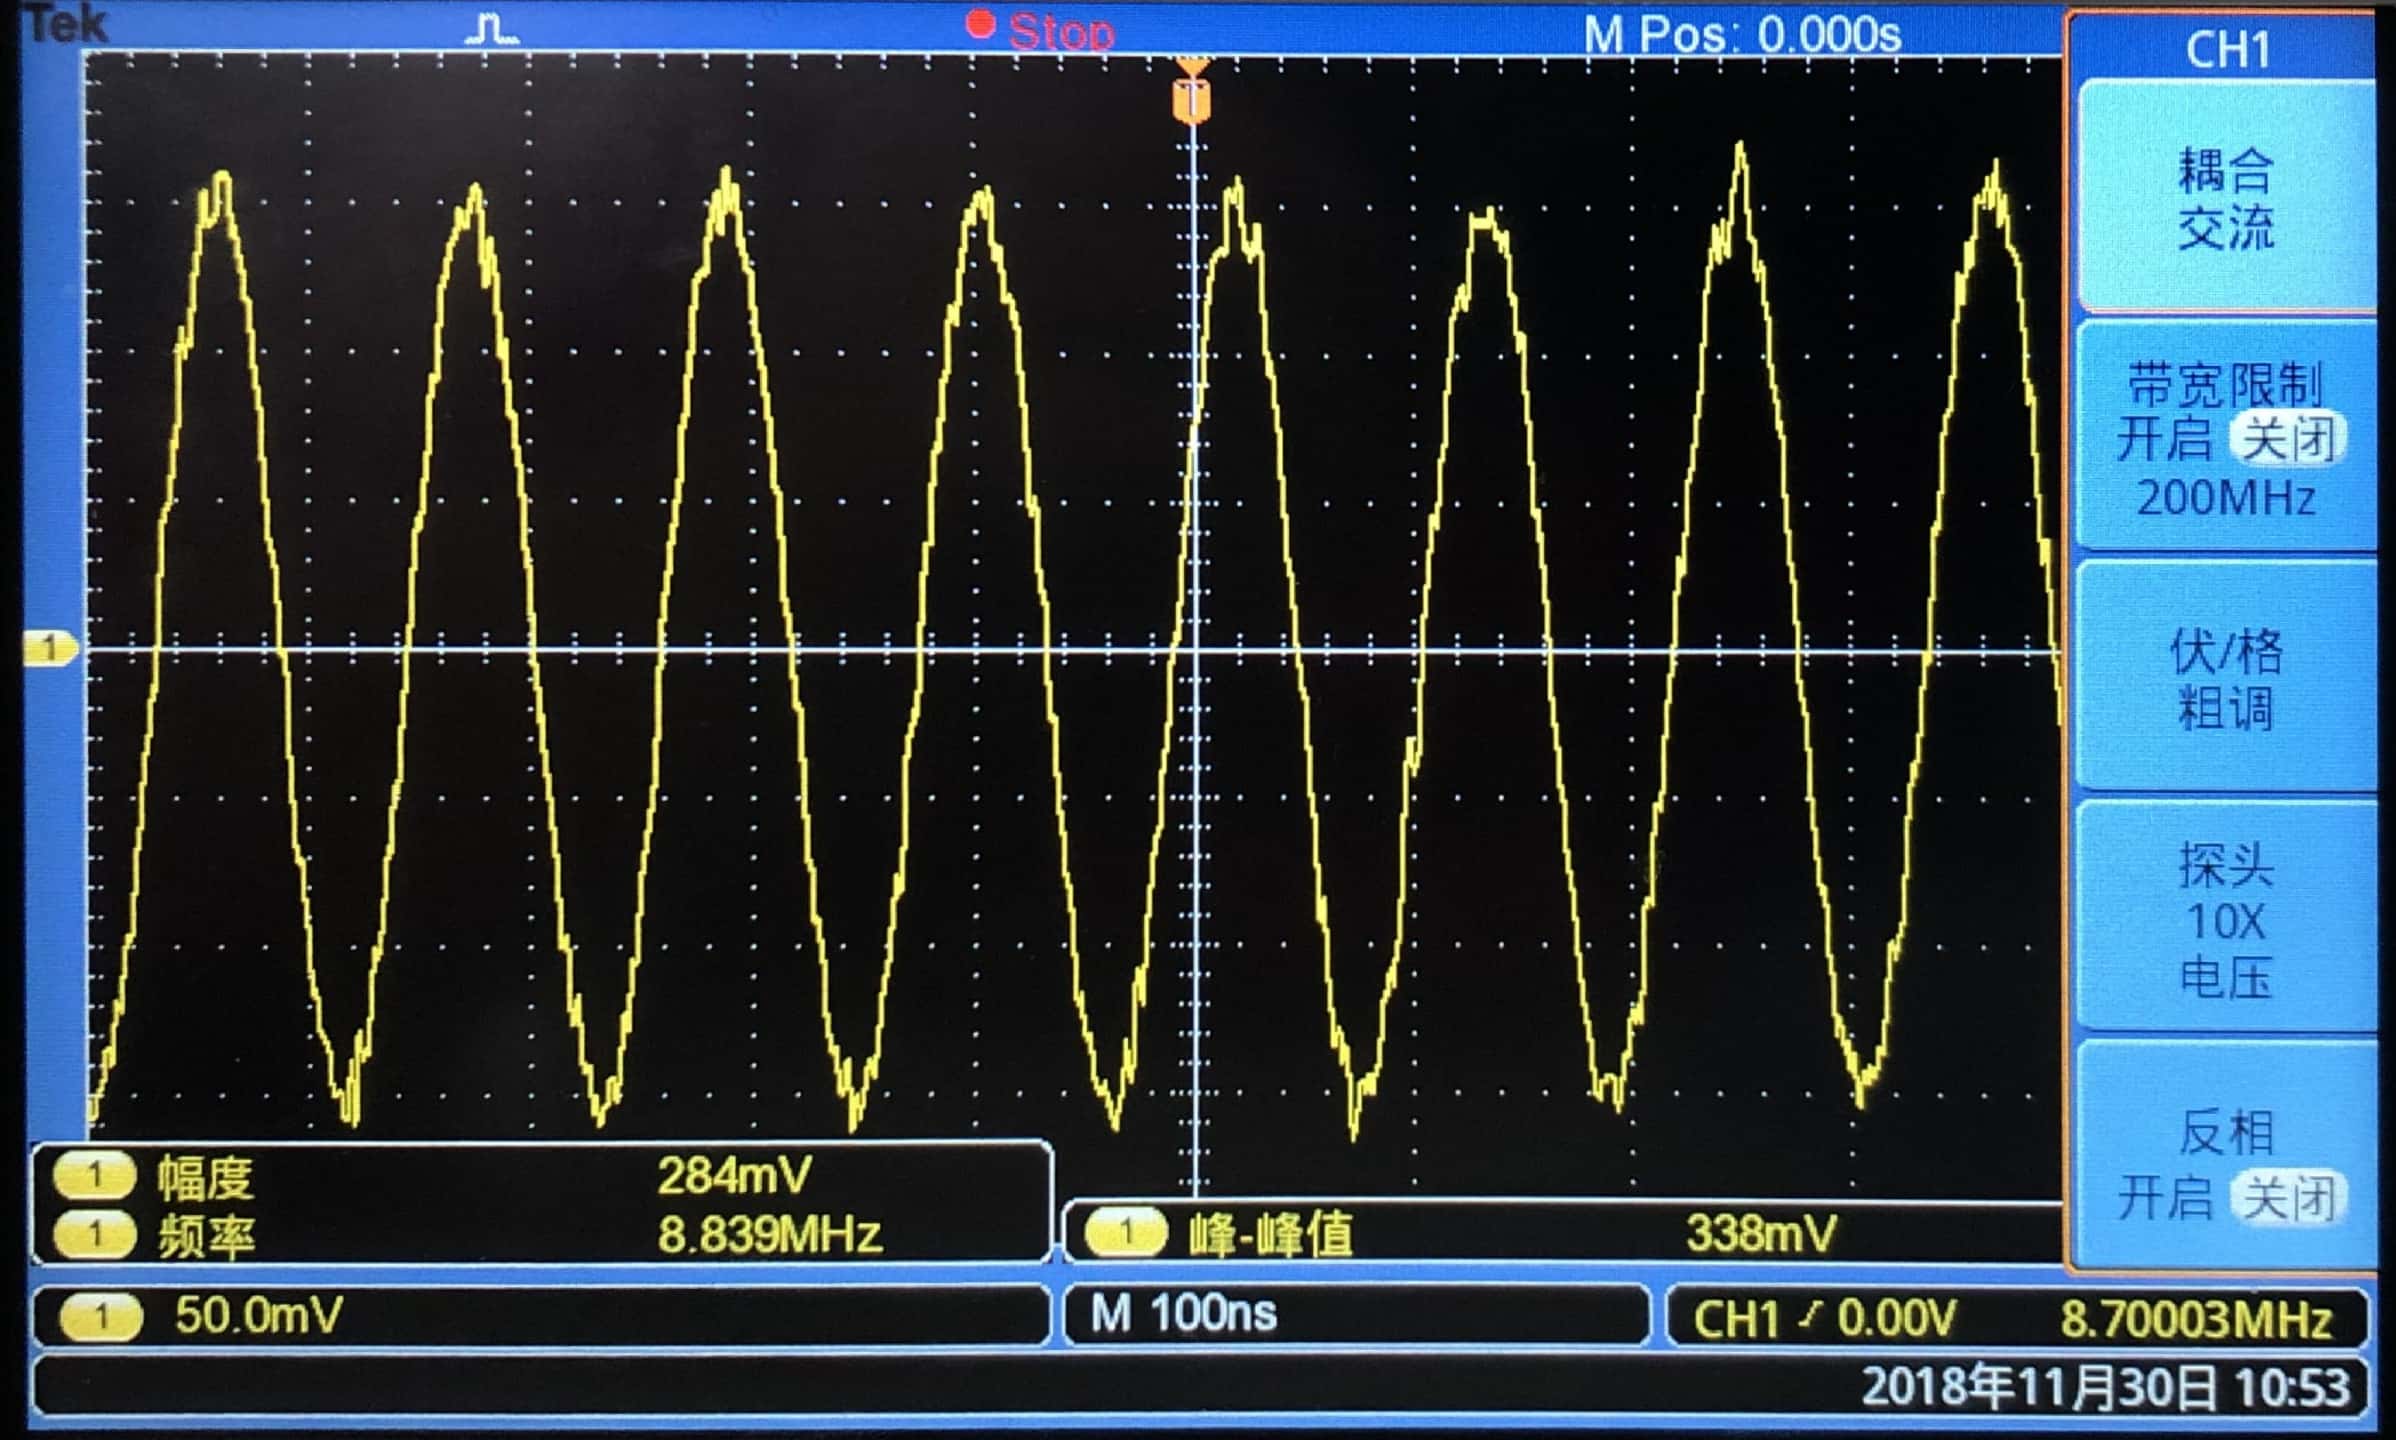 Tek Stop M Pos: 0.000s
CH1
T
耦合
交流
带宽限制
开启 关闭
200MHz
1
伏/格
粗调
探头
10X
电压
反相
开启 关闭
1 幅度 284mV
1 频率 8.839MHz
1 峰-峰值 338mV
1 50.0mV
M 100ns
CH1 0.00V 8.70003MHz
2018年11月30日 10:53